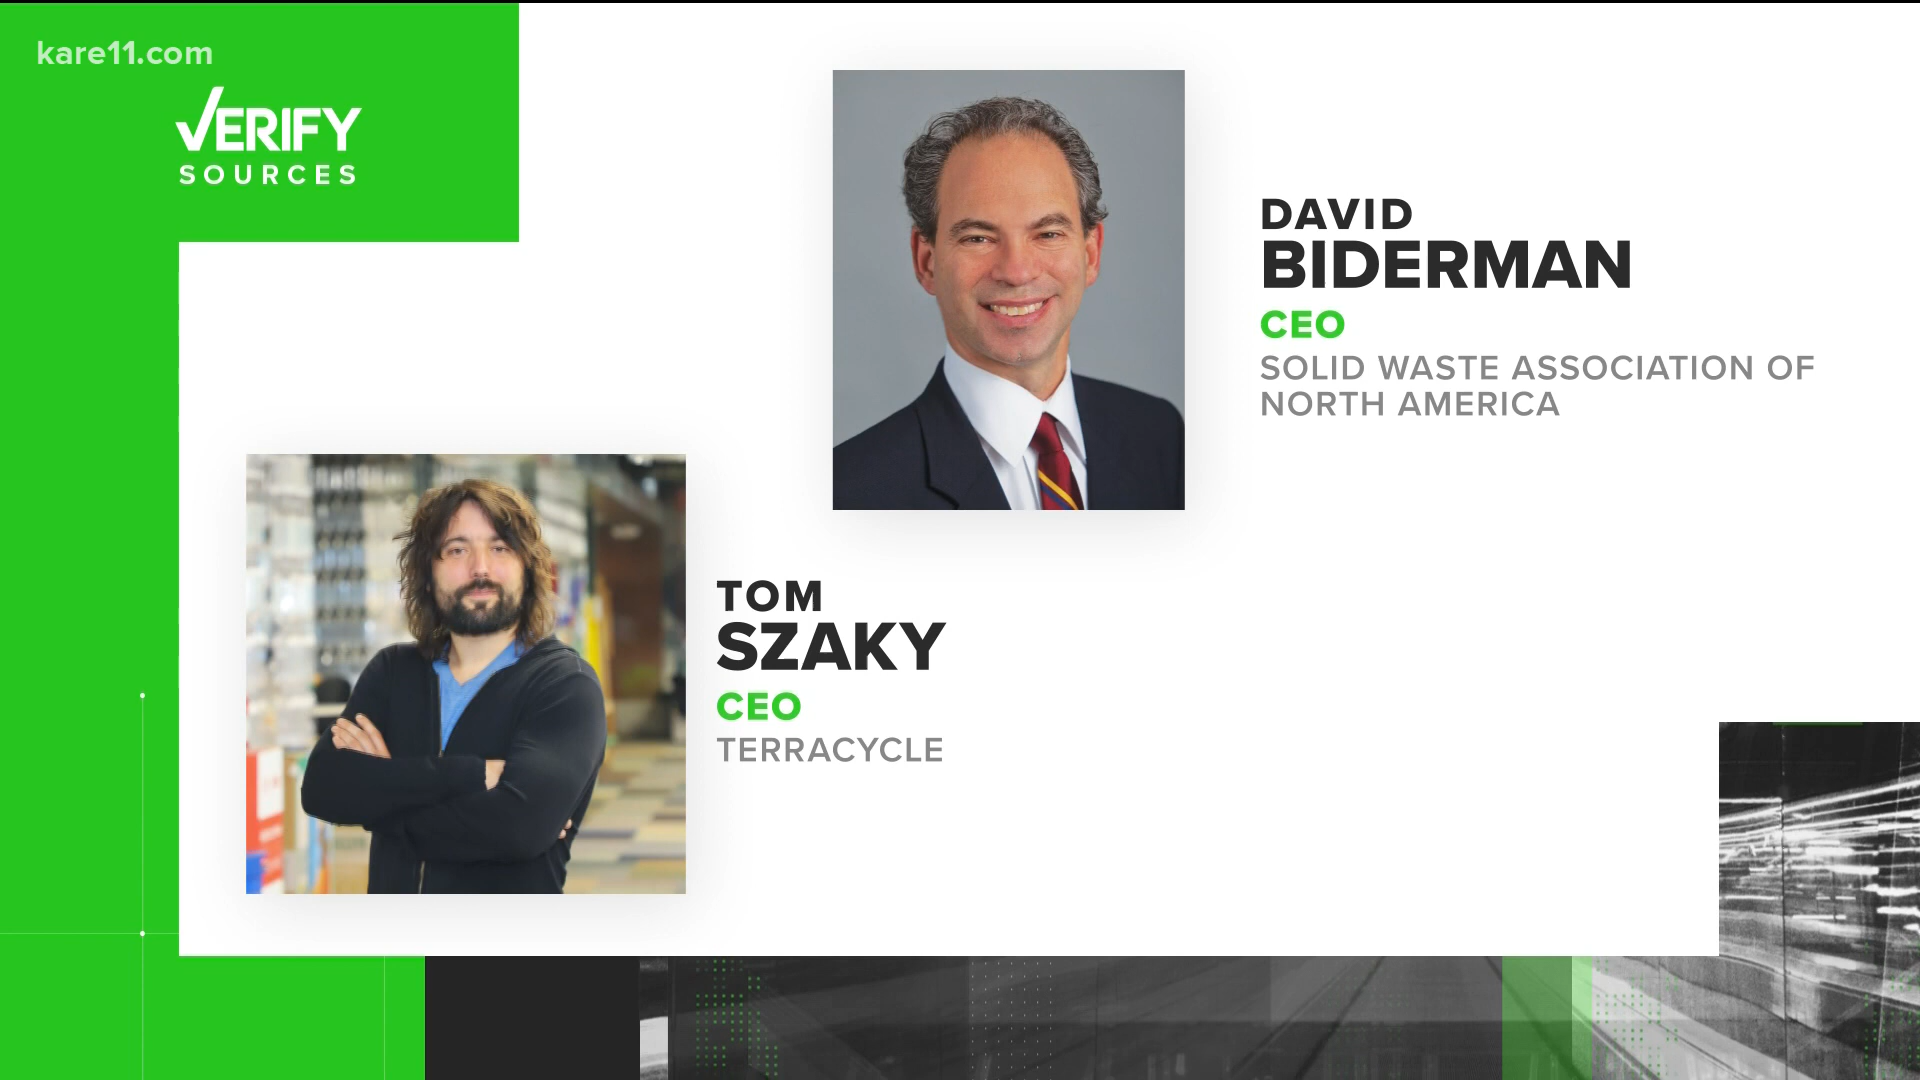 kare11.com
VERIFY
SOURCES
DAVID
BIDERMAN
CEO
SOLID WASTE ASSOCIATION OF
NORTH AMERICA
TOM
SZAKY
CEO
TERRACYCLE